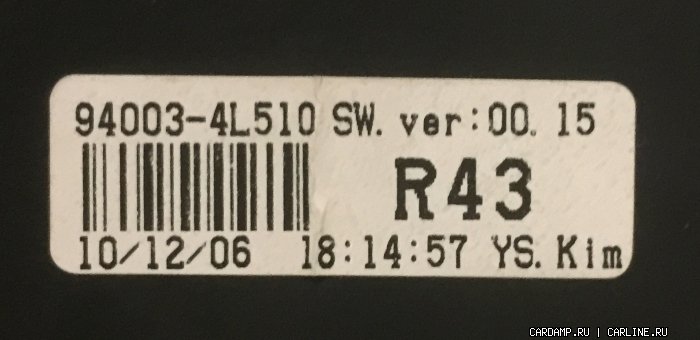 94003-4L510 SW. ver:00. 15
R43
10/12/06 18:14:57 YS. Kim
CARDAMP.RU | CARLINE.RU